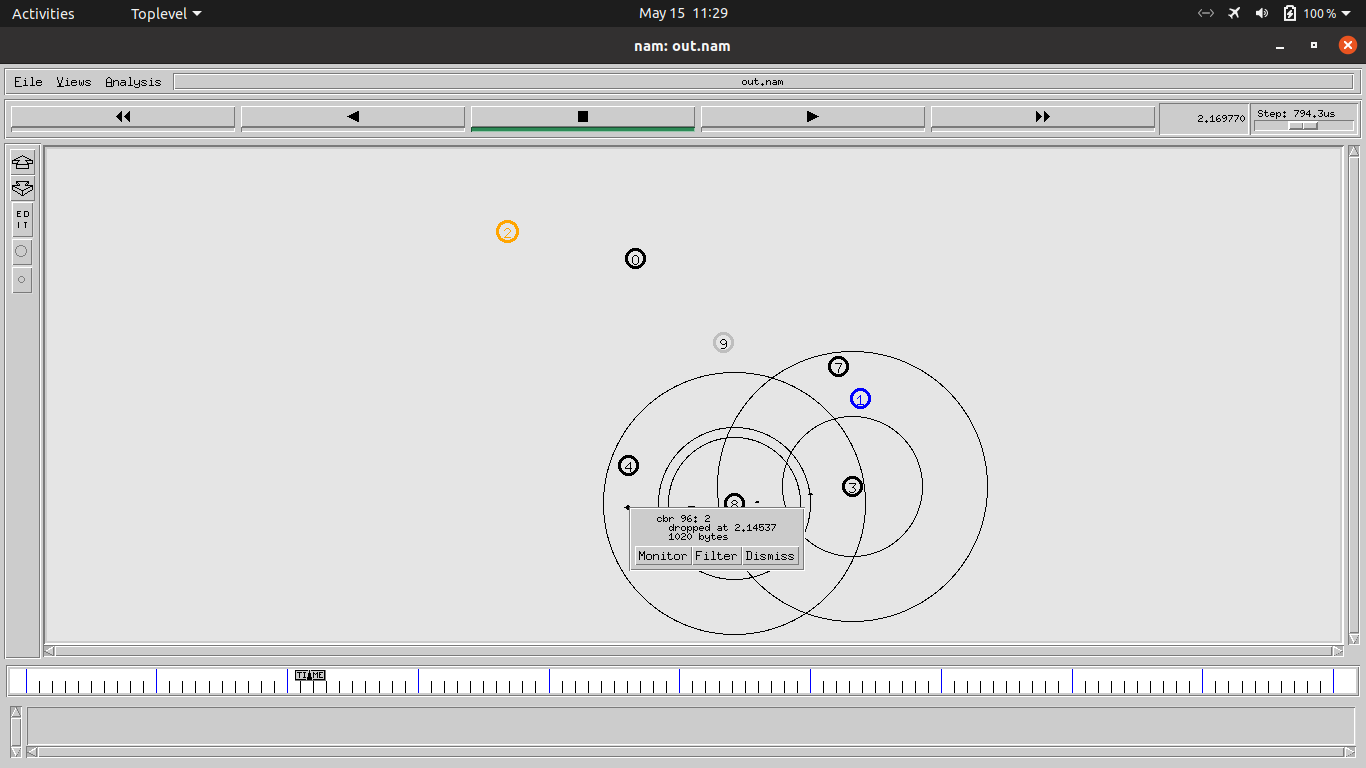 Activities Toplevel May 15 11:29 100 %
nam: out.nam
File Views Analysis out.nam
2.169770 Step: 794.3us
ED
IT
2
0
9
7
1
4
3
8
cbr 96: 2
dropped at 2.14537
1020 bytes
Monitor Filter Dismiss
TIME